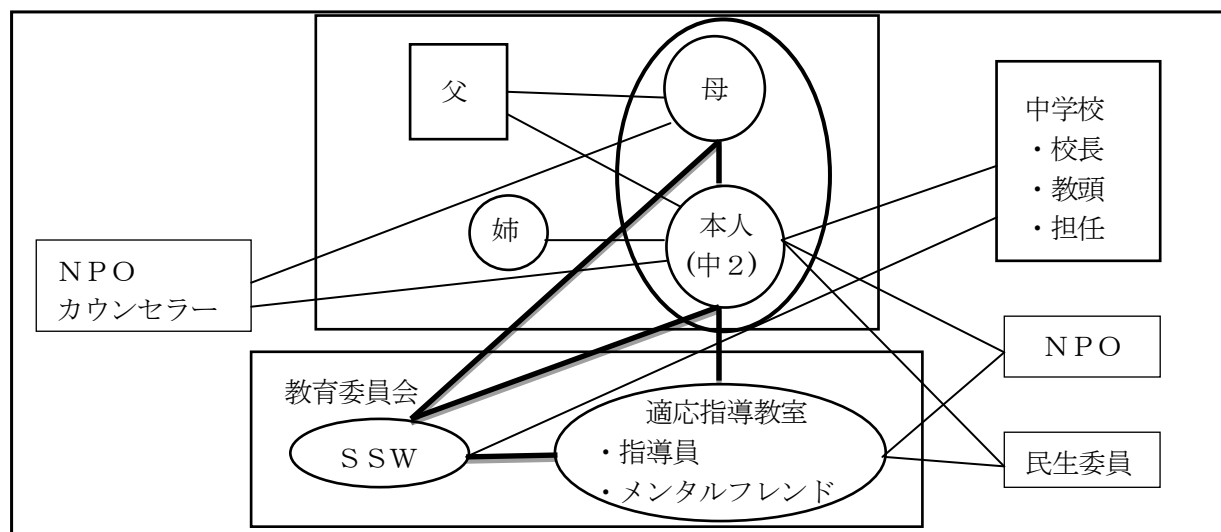 父
母
姉
本人
(中２)
中学校
・校長
・教頭
・担任
ＮＰＯ
カウンセラー
ＮＰＯ
民生委員
教育委員会
ＳＳＷ
適応指導教室
・指導員
・メンタルフレンド